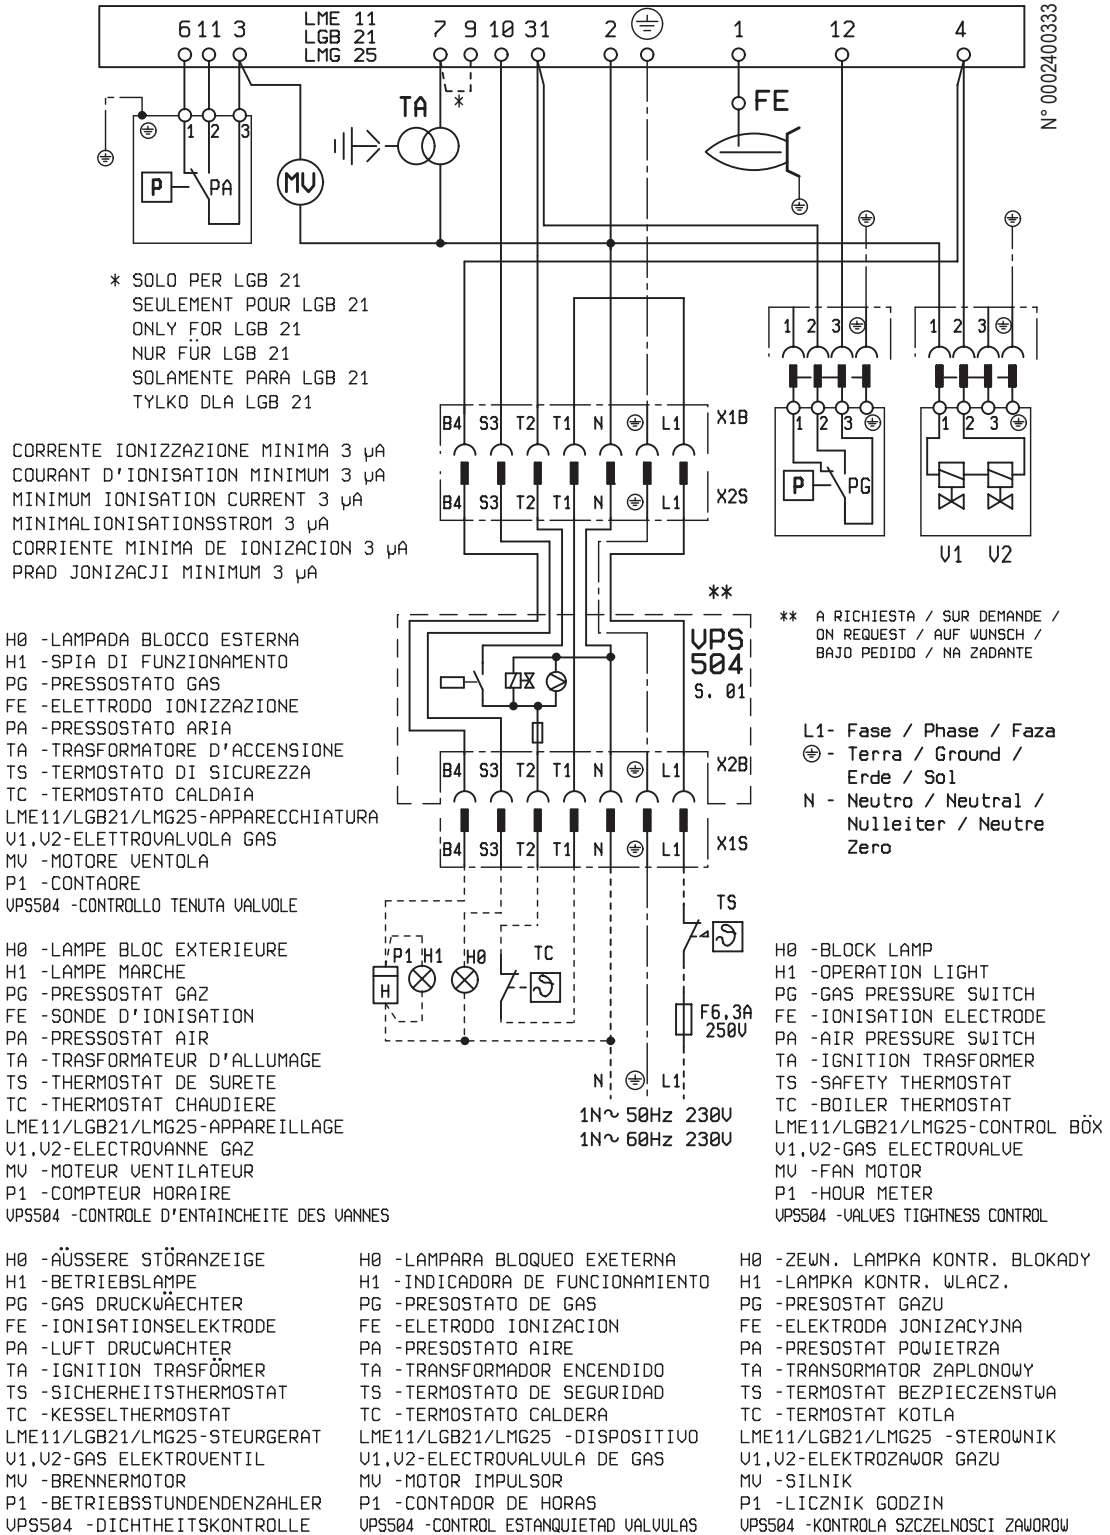 6 11 3 LME 11 7 9 10 31 2 1 12 4
LGB 21
LMG 25
N° 0002400333
*
TA
FE
1 2 3
P PA
MV
* SOLO PER LGB 21
SEULEMENT POUR LGB 21
ONLY FOR LGB 21
NUR FÜR LGB 21
SOLAMENTE PARA LGB 21
TYLKO DLA LGB 21
1 2 3
1 2 3
B4 S3 T2 T1 N L1 X1B
1 2 3
1 2 3
P PG
B4 S3 T2 T1 N L1 X2S
V1 V2
CORRENTE IONIZZAZIONE MINIMA 3 µA
COURANT D'IONISATION MINIMUM 3 µA
MINIMUM IONISATION CURRENT 3 µA
MINIMALIONISATIONSSTROM 3 µA
CORRIENTE MINIMA DE IONIZACION 3 µA
PRAD JONIZACJI MINIMUM 3 µA
**
VPS
504
S. 01
** A RICHIESTA / SUR DEMANDE /
ON REQUEST / AUF WUNSCH /
BAJO PEDIDO / NA ZADANTE
L1- Fase / Phase / Faza
- Terra / Ground /
Erde / Sol
N - Neutro / Neutral /
Nulleiter / Neutre
Zero
H0 -LAMPADA BLOCCO ESTERNA
H1 -SPIA DI FUNZIONAMENTO
PG -PRESSOSTATO GAS
FE -ELETTRODO IONIZZAZIONE
PA -PRESSOSTATO ARIA
TA -TRASFORMATORE D'ACCENSIONE
TS -TERMOSTATO DI SICUREZZA
TC -TERMOSTATO CALDAIA
LME11/LGB21/LMG25-APPARECCHIATURA
V1,V2-ELETTROVALVOLA GAS
MV -MOTORE VENTOLA
P1 -CONTAORE
VPS504 -CONTROLLO TENUTA VALVOLE
B4 S3 T2 T1 N L1 X2B
B4 S3 T2 T1 N L1 X1S
TS
P1 H1 H0 TC
H
F6,3A
250V
N L1
1N~ 50Hz 230V
1N~ 60Hz 230V
H0 -LAMPE BLOC EXTERIEURE
H1 -LAMPE MARCHE
PG -PRESSOSTAT GAZ
FE -SONDE D'IONISATION
PA -PRESSOSTAT AIR
TA -TRASFORMATEUR D'ALLUMAGE
TS -THERMOSTAT DE SURETE
TC -THERMOSTAT CHAUDIERE
LME11/LGB21/LMG25-APPAREILLAGE
V1,V2-ELECTROVANNE GAZ
MV -MOTEUR VENTILATEUR
P1 -COMPTEUR HORAIRE
VPS504 -CONTROLE D'ENTAINCHEITE DES VANNES
H0 -BLOCK LAMP
H1 -OPERATION LIGHT
PG -GAS PRESSURE SWITCH
FE -IONISATION ELECTRODE
PA -AIR PRESSURE SWITCH
TA -IGNITION TRASFORMER
TS -SAFETY THERMOSTAT
TC -BOILER THERMOSTAT
LME11/LGB21/LMG25-CONTROL BÖX
V1,V2-GAS ELECTROVALVE
MV -FAN MOTOR
P1 -HOUR METER
VPS504 -VALVES TIGHTNESS CONTROL
H0 -AÜSSERE STÖRANZEIGE
H1 -BETRIEBSLAMPE
PG -GAS DRUCKWÄECHTER
FE -IONISATIONSELEKTRODE
PA -LUFT DRUCWACHTER
TA -IGNITION TRASFÖRMER
TS -SICHERHEITSTHERMOSTAT
TC -KESSELTHERMOSTAT
LME11/LGB21/LMG25-STEURGERAT
V1,V2-GAS ELEKTROVENTIL
MV -BRENNERMOTOR
P1 -BETRIEBSSTUNDENDENZAHLER
VPS504 -DICHTHEITSKONTROLLE
H0 -LAMPARA BLOQUEO EXETERNA
H1 -INDICADORA DE FUNCIONAMIENTO
PG -PRESOSTATO DE GAS
FE -ELETRODO IONIZACION
PA -PRESOSTATO AIRE
TA -TRANSFORMADOR ENCENDIDO
TS -TERMOSTATO DE SEGURIDAD
TC -TERMOSTATO CALDERA
LME11/LGB21/LMG25 -DISPOSITIVO
V1,V2-ELECTROVALVULA DE GAS
MV -MOTOR IMPULSOR
P1 -CONTADOR DE HORAS
VPS504 -CONTROL ESTANQUIETAD VALVULAS
H0 -ZEWN. LAMPKA KONTR. BLOKADY
H1 -LAMPKA KONTR. WLACZ.
PG -PRESOSTAT GAZU
FE -ELEKTRODA JONIZACYJNA
PA -PRESOSTAT POWIETRZA
TA -TRANSORMATOR ZAPLONOWY
TS -TERMOSTAT BEZPIECZENSTWA
TC -TERMOSTAT KOTLA
LME11/LGB21/LMG25 -STEROWNIK
V1,V2-ELEKTROZAWOR GAZU
MV -SILNIK
P1 -LICZNIK GODZIN
VPS504 -KONTROLA SZCZELNOSCI ZAWOROW